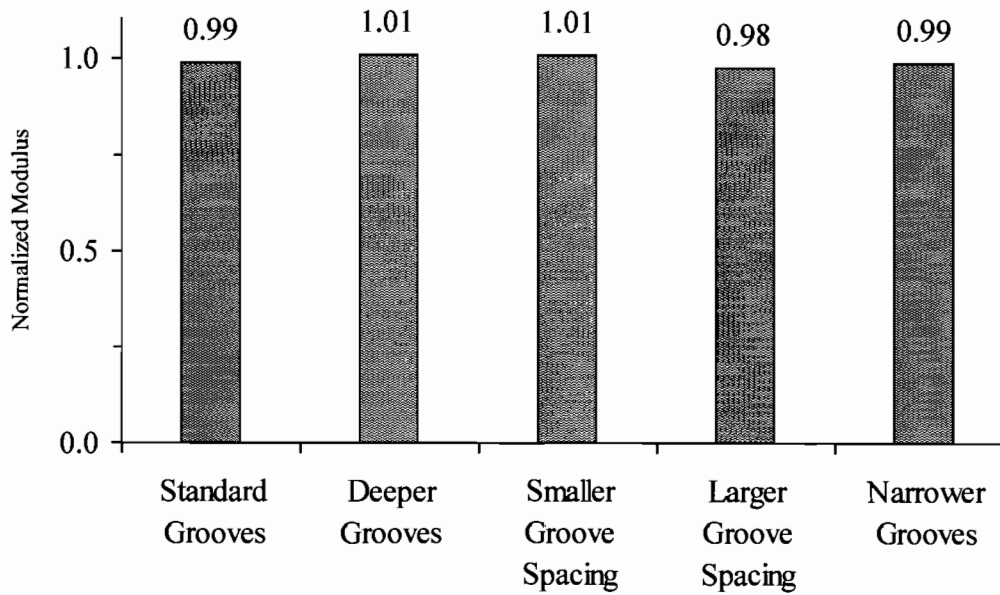 0.99
1.01
1.01
0.98
0.99
1.0
0.5
0.0
Normalized Modulus
Standard
Grooves
Deeper
Grooves
Smaller
Groove
Spacing
Larger
Groove
Spacing
Narrower
Grooves